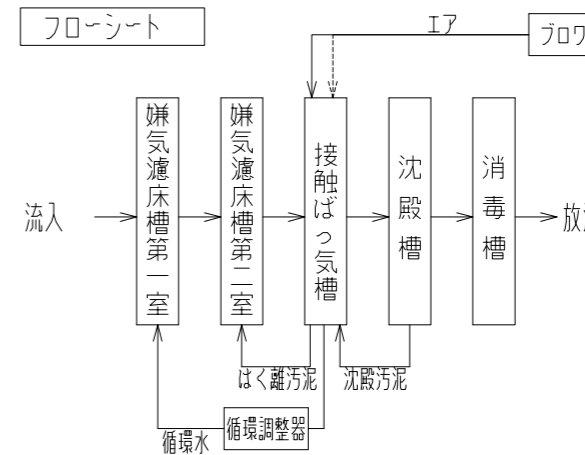 フローシート
エア
ブロワ
流入
嫌気濾床槽第一室
嫌気濾床槽第二室
接触ばっ気槽
沈殿槽
消毒槽
放
はく離汚泥
沈殿汚泥
循環水
循環調整器